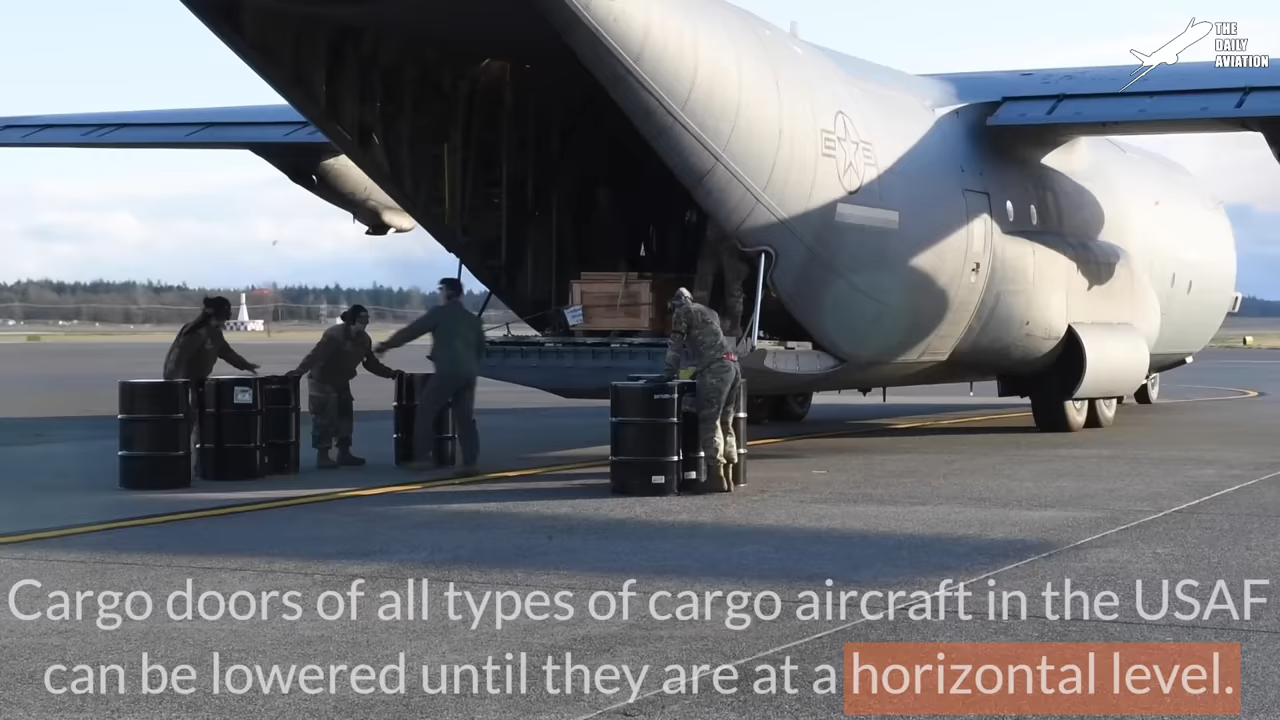 THE
DAILY
AVIATION
Cargo doors of all types of cargo aircraft in the USAF
can be lowered until they are at a horizontal level.